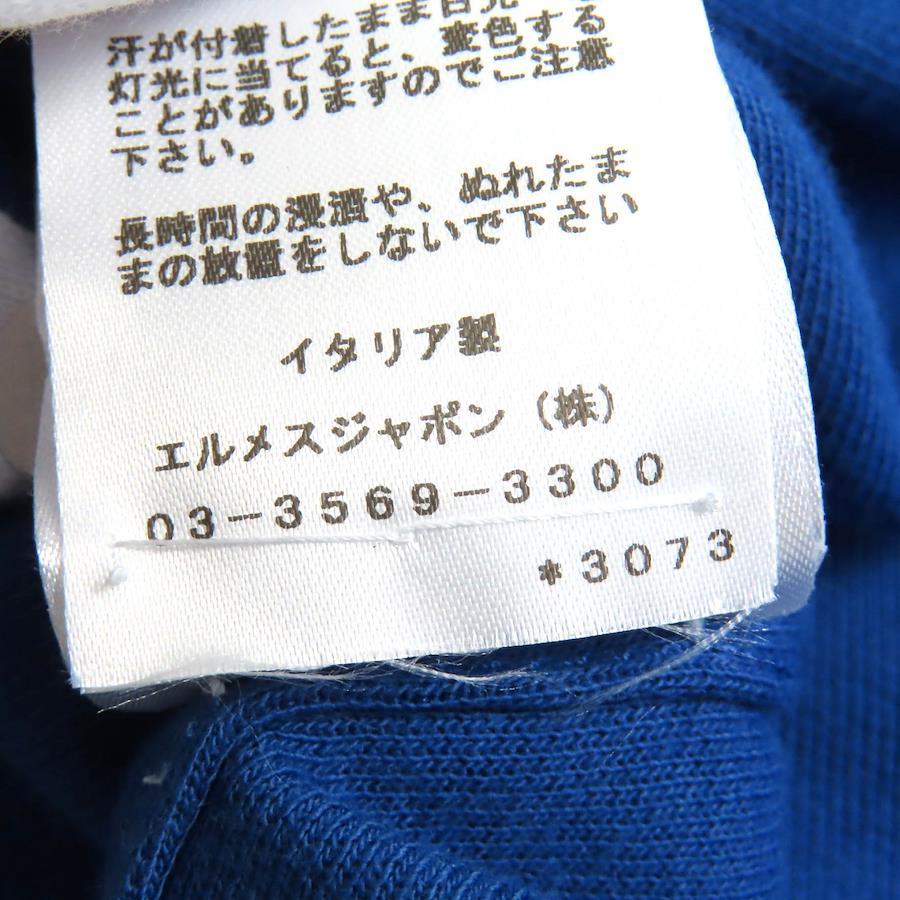 汗が付着したまま日光
灯光に当てると、変色する
ことがありますのでご注意
下さい。
長時間の浸漬や、ぬれたま
まの放置をしないで下さい
イタリア製
エルメスジャポン（株）
03-3569-3300
*3073